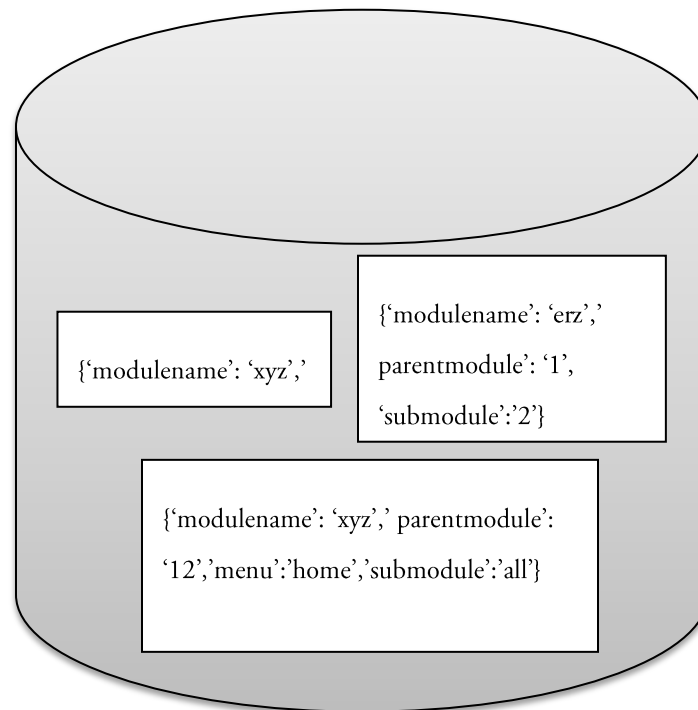 {‘modulename’: ‘xyz’,’
{‘modulename’: ‘erz’,’
parentmodule’: ‘1’,
‘submodule’:’2’}
{‘modulename’: ‘xyz’,’ parentmodule’:
‘12’,’menu’:’home’,’submodule’:’all’}